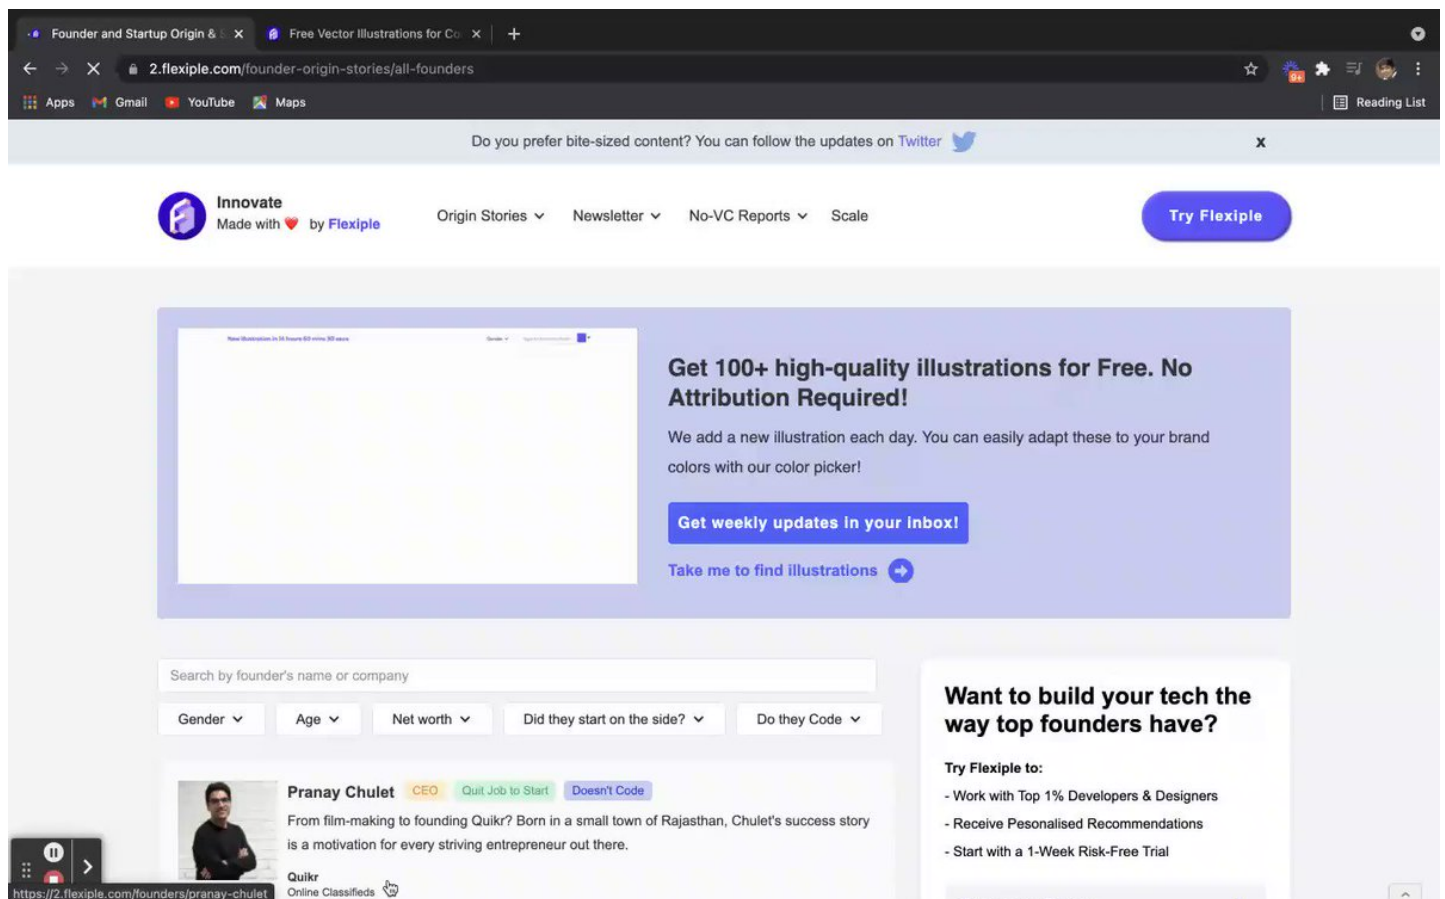 Founder and Startup Origin & S
Free Vector Illustrations for Co
2.flexiple.com/founder-origin-stories/all-founders
9+
Apps
Gmail
YouTube
Maps
Reading List
Do you prefer bite-sized content? You can follow the updates on Twitter
x
Innovate
Made with ❤️ by Flexiple
Origin Stories
Newsletter
No-VC Reports
Scale
Try Flexiple
Gender
Get 100+ high-quality illustrations for Free. No
Attribution Required!
We add a new illustration each day. You can easily adapt these to your brand
colors with our color picker!
Get weekly updates in your inbox!
Take me to find illustrations
Search by founder's name or company
Gender
Age
Net worth
Did they start on the side?
Do they Code
Pranay Chulet
CEO
Quit Job to Start
Doesn't Code
From film-making to founding Quikr? Born in a small town of Rajasthan, Chulet's success story
is a motivation for every striving entrepreneur out there.
Quikr
Online Classifieds
Want to build your tech the
way top founders have?
Try Flexiple to:
- Work with Top 1% Developers & Designers
- Receive Pesonalised Recommendations
- Start with a 1-Week Risk-Free Trial
https://2.flexiple.com/founders/pranay-chulet